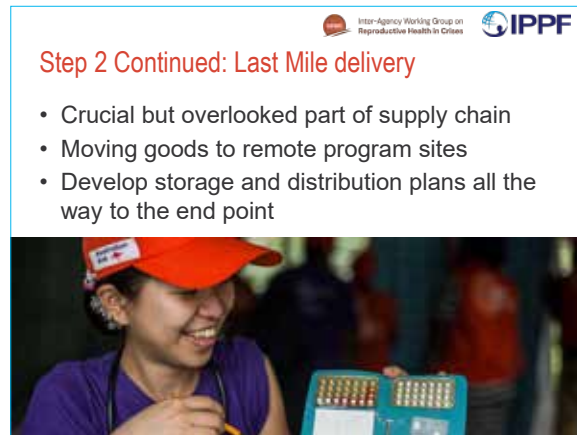 Inter-Agency Working Group on
Reproductive Health in Crises
IPPF
Step 2 Continued: Last Mile delivery
• Crucial but overlooked part of supply chain
• Moving goods to remote program sites
• Develop storage and distribution plans all the
way to the end point